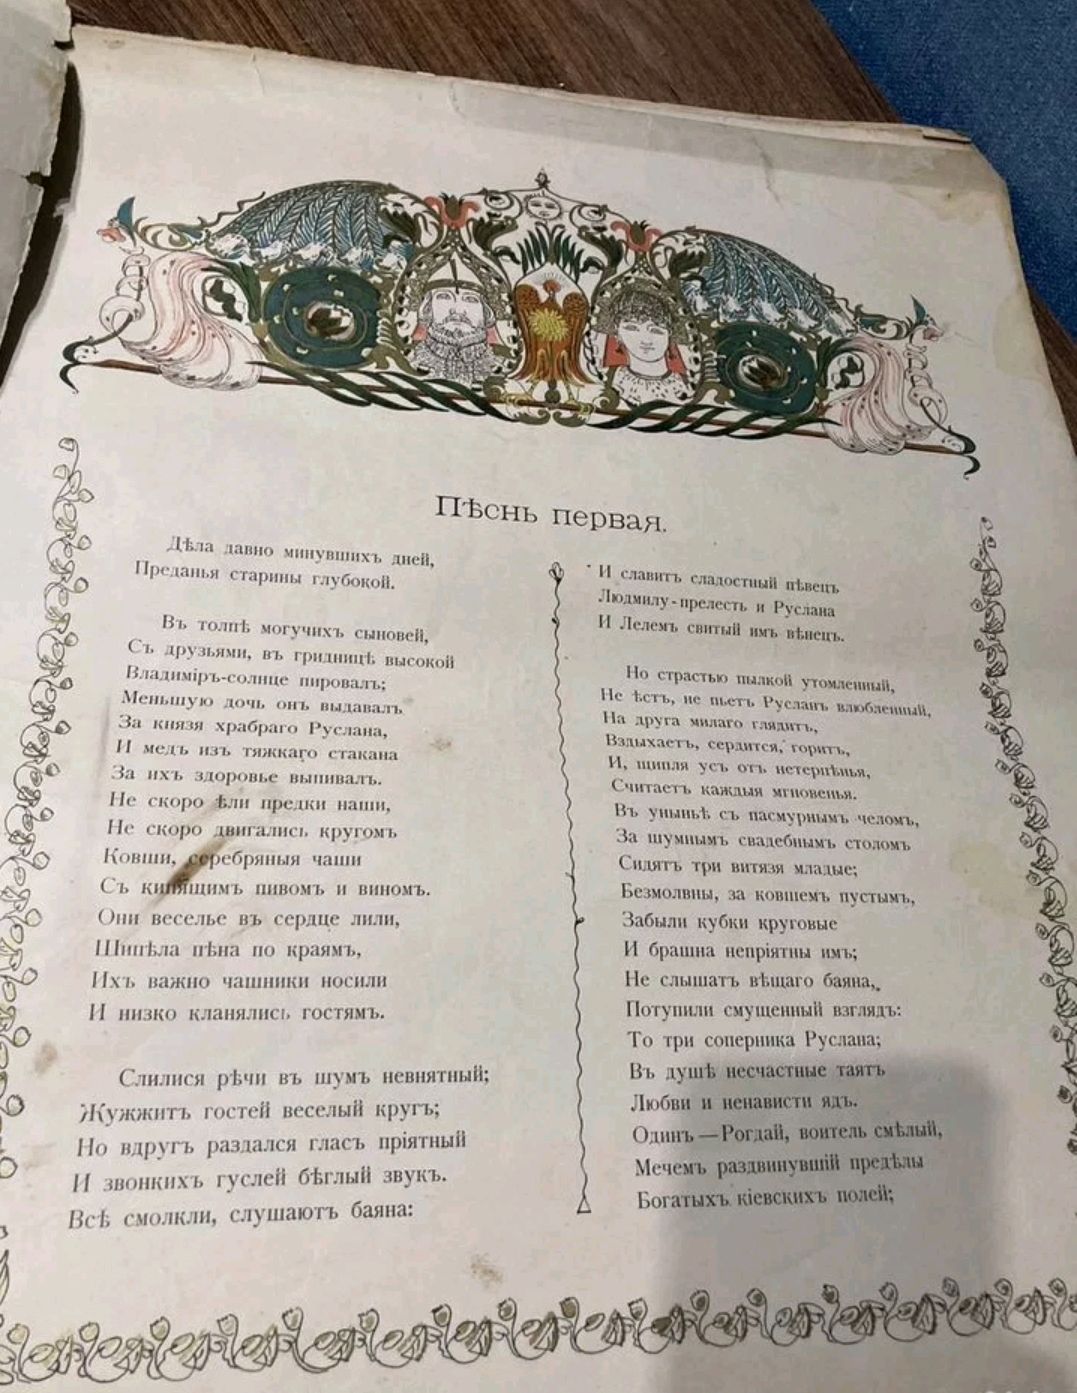 Пѣснь первая.
Дѣла давно минувшихъ дней,
Преданья старины глубокой.
Въ толпѣ могучихъ сыновей,
Съ друзьями, въ гридницѣ высокой
Владиміръ-солнце пировалъ;
Меньшую дочь онъ выдавалъ
За князя храбраго Руслана,
И медъ изъ тяжкаго стакана
За ихъ здоровье выпивалъ.
Не скоро ѣли предки наши,
Не скоро двигались кругомъ
Ковши, серебряныя чаши
Съ кипящимъ пивомъ и виномъ.
Они веселье въ сердце лили,
Шипѣла пѣна по краямъ,
Ихъ важно чашники носили
И низко кланялись гостямъ.
Слилися рѣчи въ шумъ невнятный;
Жужжитъ гостей веселый кругъ;
Но вдругъ раздался гласъ пріятный
И звонкихъ гуслей бѣглый звукъ.
Всѣ смолкли, слушаютъ баяна:
И славитъ сладостный пѣвецъ
Людмилу-прелесть и Руслана
И Лелемъ свитый имъ вѣнецъ.
Но страстью пылкой утомленный,
Не ѣстъ, не пьетъ Русланъ влюбленный,
На друга милаго глядитъ,
Вздыхаетъ, сердится, горитъ,
И, щипля усъ отъ нетерпѣнья,
Считаетъ каждыя мгновенья.
Въ уныньѣ съ пасмурнымъ челомъ,
За шумнымъ свадебнымъ столомъ
Сидятъ три витязя младые;
Безмолвны, за ковшемъ пустымъ,
Забыли кубки круговые
И брашна непріятны имъ;
Не слышатъ вѣщаго баяна,
Потупили смущенный взглядъ:
То три соперника Руслана;
Въ душѣ несчастные таятъ
Любви и ненависти ядъ.
Одинъ — Рогдай, воитель смѣлый,
Мечемъ раздвинувшій предѣлы
Богатыхъ кіевскихъ полей;